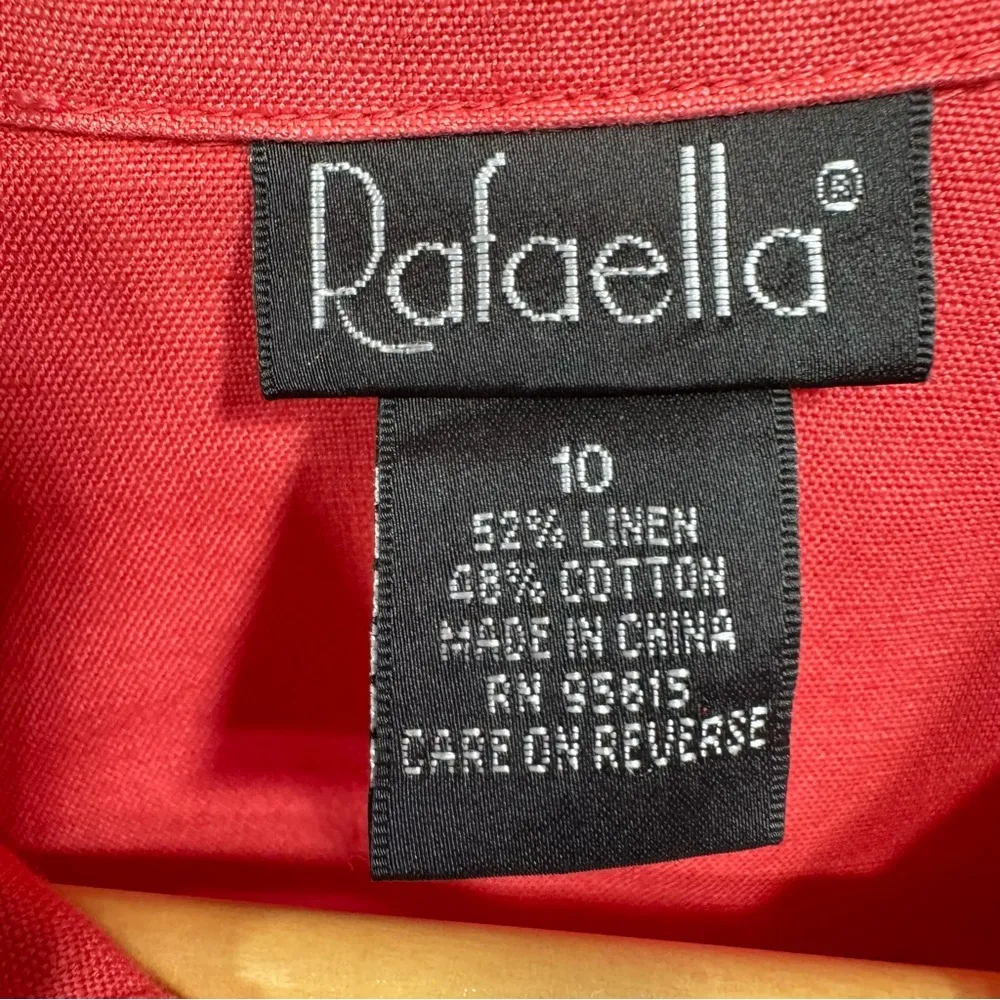 Rafaella®
10
52% LINEN
48% COTTON
MADE IN CHINA
RN 95615
CARE ON REVERSE